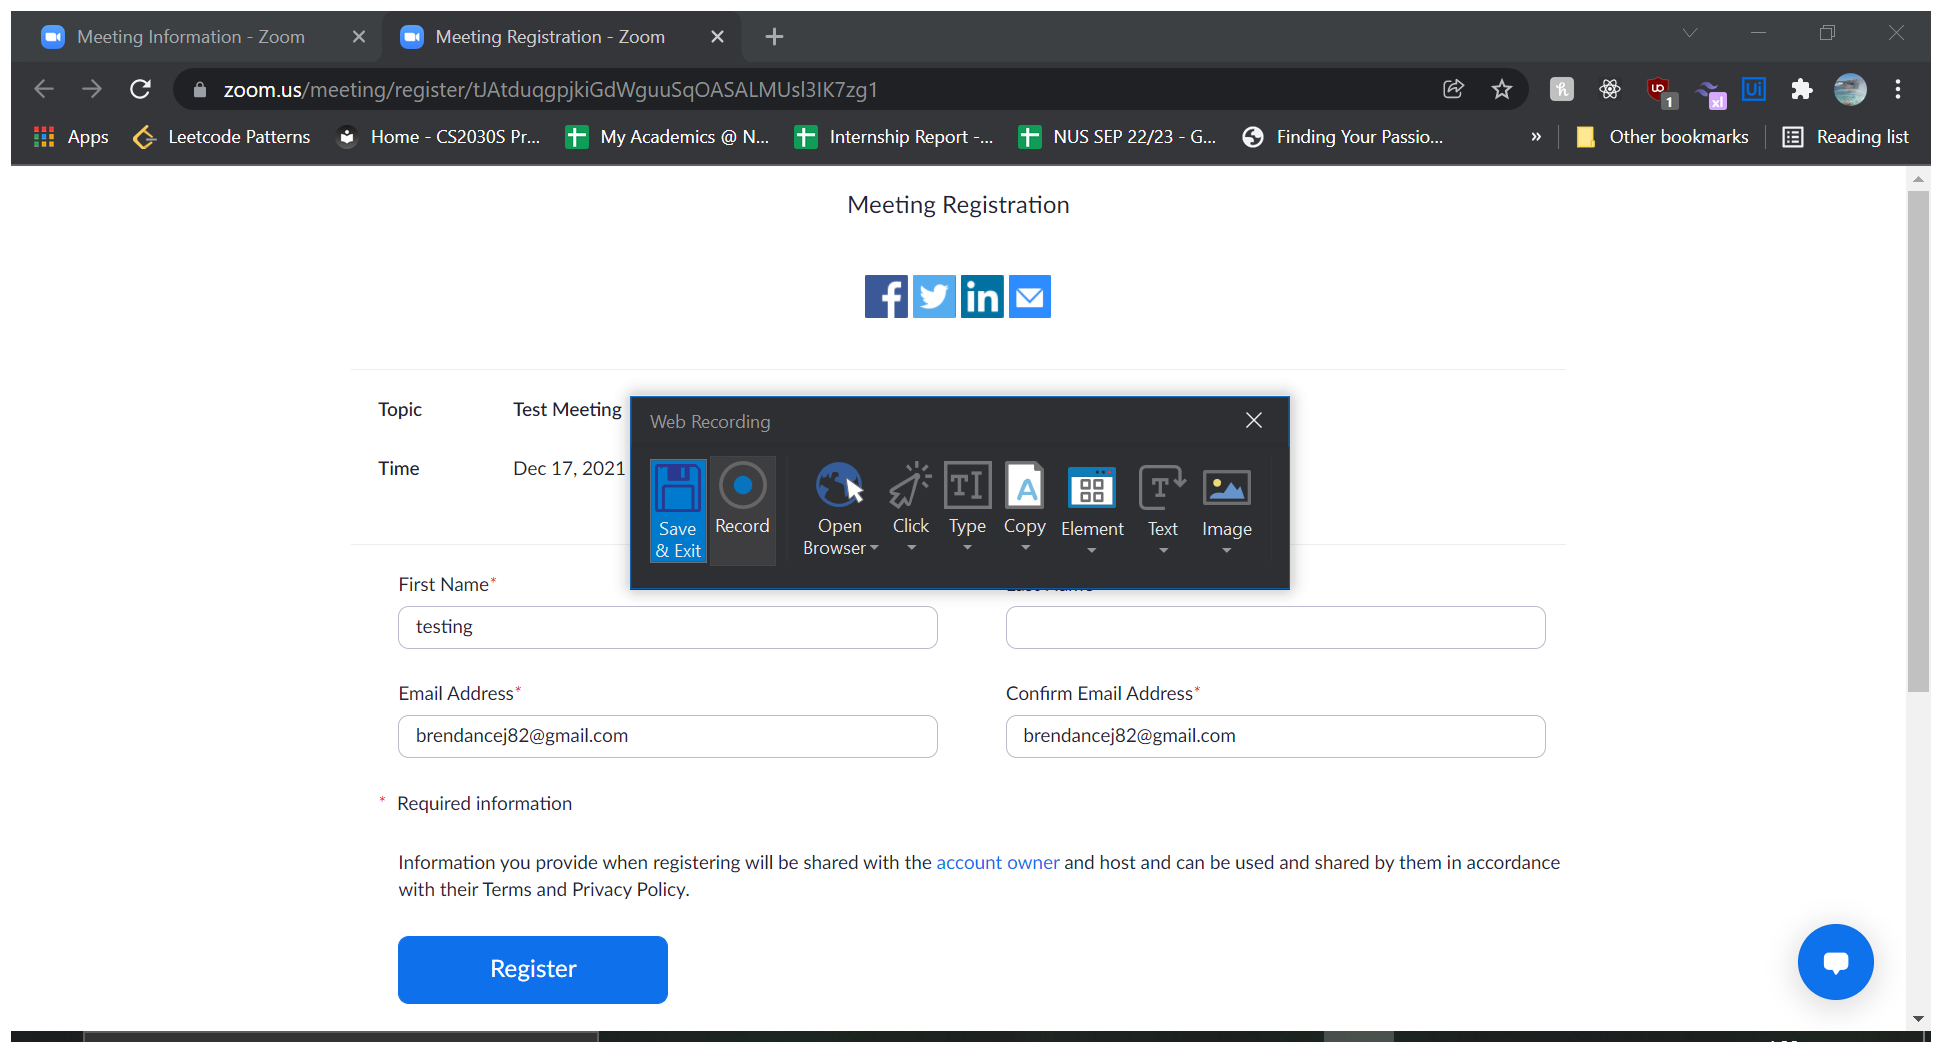 Meeting Information - Zoom
Meeting Registration - Zoom
zoom.us/meeting/register/tJAtduqgpjkiGdWguuSqOASALMUsl3IK7zg1
1
xl
Ui
Apps
Leetcode Patterns
Home - CS2030S Pr...
My Academics @ N...
Internship Report -...
NUS SEP 22/23 - G...
Finding Your Passio...
»
Other bookmarks
Reading list
Meeting Registration
Topic
Test Meeting
Time
Dec 17, 2021
Web Recording
Save
& Exit
Record
Open
Browser
Click
Type
Copy
Element
Text
Image
First Name*
testing
Email Address*
brendancej82@gmail.com
Confirm Email Address*
brendancej82@gmail.com
* Required information
Information you provide when registering will be shared with the account owner and host and can be used and shared by them in accordance
with their Terms and Privacy Policy.
Register